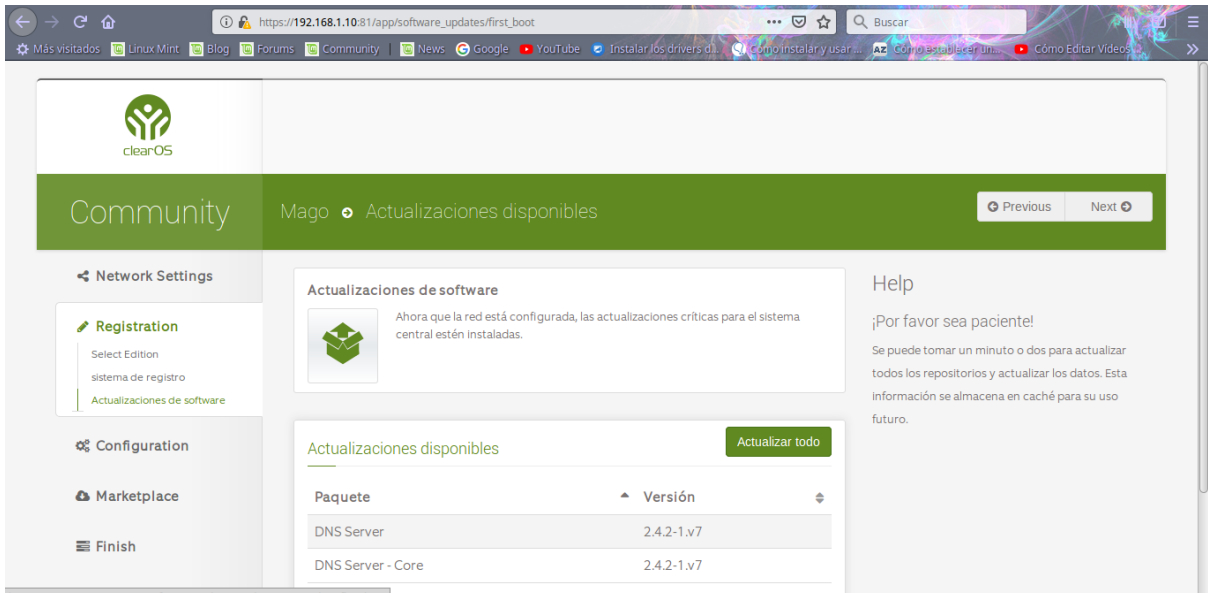 https://192.168.1.10:81/app/software_updates/first_boot
Buscar
Más visitados
Linux Mint
Blog
Forums
Community
News
Google
YouTube
Instalar los drivers d...
Cómo instalar y usar ...
Cómo establecer un...
Cómo Editar Vídeos
clearOS
Community
Mago
Actualizaciones disponibles
Previous
Next
Network Settings
Registration
Select Edition
sistema de registro
Actualizaciones de software
Configuration
Marketplace
Finish
Actualizaciones de software
Ahora que la red está configurada, las actualizaciones críticas para el sistema
central estén instaladas.
Actualizaciones disponibles
Actualizar todo
Paquete
Versión
DNS Server
2.4.2-1.v7
DNS Server - Core
2.4.2-1.v7
Help
¡Por favor sea paciente!
Se puede tomar un minuto o dos para actualizar
todos los repositorios y actualizar los datos. Esta
información se almacena en caché para su uso
futuro.